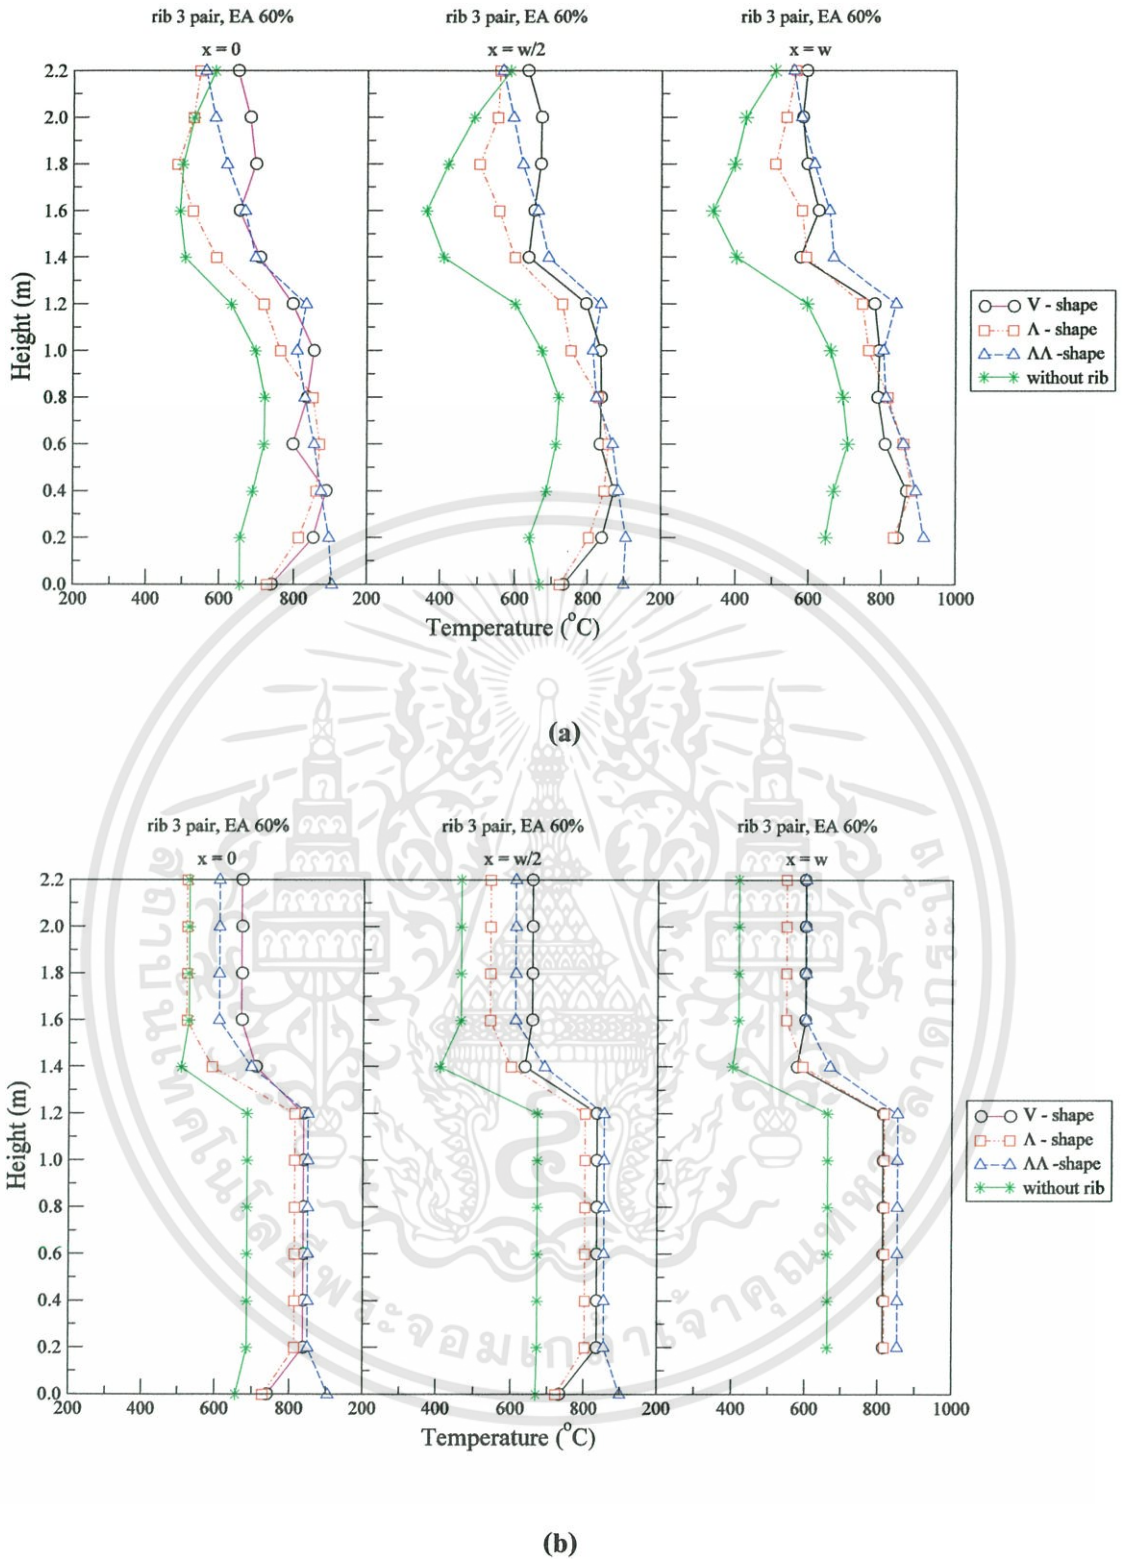 rib 3 pair, EA 60% rib 3 pair, EA 60% rib 3 pair, EA 60%
x = 0 x = w/2 x = w
2.2
2.0
1.8
1.6
1.4
1.2
1.0
0.8
0.6
0.4
0.2
0.0
Height (m)
200 400 600 800 200 400 600 800 200 400 600 800 1000
Temperature (°C)
V - shape
Λ - shape
ΛΛ -shape
without rib
(a)
rib 3 pair, EA 60% rib 3 pair, EA 60% rib 3 pair, EA 60%
x = 0 x = w/2 x = w
2.2
2.0
1.8
1.6
1.4
1.2
1.0
0.8
0.6
0.4
0.2
0.0
Height (m)
200 400 600 800 200 400 600 800 200 400 600 800 1000
Temperature (°C)
V - shape
Λ - shape
ΛΛ -shape
without rib
(b)